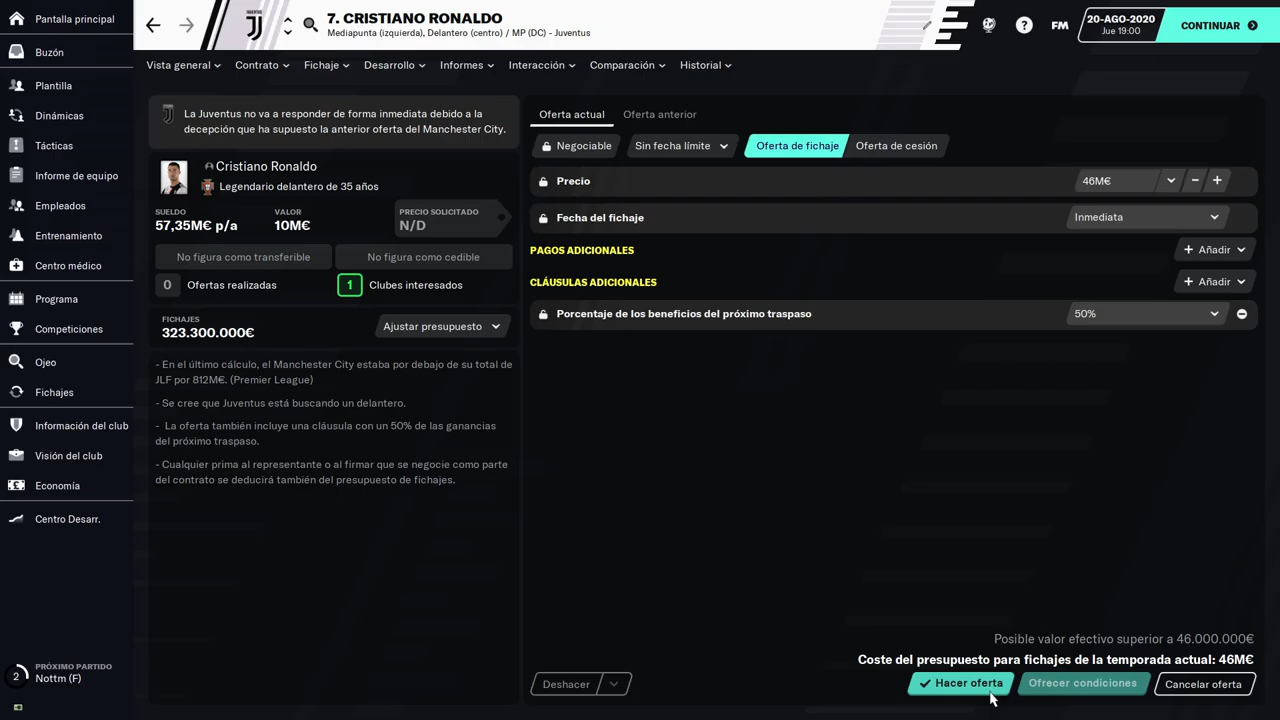 Pantalla principal
Buzón
Plantilla
Dinámicas
Tácticas
Informe de equipo
Empleados
Entrenamiento
Centro médico
Programa
Competiciones
Ojeo
Fichajes
Información del club
Visión del club
Economía
Centro Desarr.
2
PRÓXIMO PARTIDO
Nottm (F)
7. CRISTIANO RONALDO
Mediapunta (izquierda), Delantero (centro) / MP (DC) - Juventus
?
FM
20-AGO-2020
Jue 19:00
CONTINUAR
Vista general
Contrato
Fichaje
Desarrollo
Informes
Interacción
Comparación
Historial
La Juventus no va a responder de forma inmediata debido a la
decepción que ha supuesto la anterior oferta del Manchester City.
Cristiano Ronaldo
Legendario delantero de 35 años
SUELDO
57,35M€ p/a
VALOR
10M€
PRECIO SOLICITADO
N/D
No figura como transferible
No figura como cedible
0 Ofertas realizadas
1 Clubes interesados
FICHAJES
323.300.000€
Ajustar presupuesto
- En el último cálculo, el Manchester City estaba por debajo de su total de
JLF por 812M€. (Premier League)
- Se cree que Juventus está buscando un delantero.
- La oferta también incluye una cláusula con un 50% de las ganancias
del próximo traspaso.
- Cualquier prima al representante o al firmar que se negocie como parte
del contrato se deducirá también del presupuesto de fichajes.
Oferta actual
Oferta anterior
Negociable
Sin fecha límite
Oferta de fichaje
Oferta de cesión
Precio
46M€
Fecha del fichaje
Inmediata
PAGOS ADICIONALES
+ Añadir
CLÁUSULAS ADICIONALES
+ Añadir
Porcentaje de los beneficios del próximo traspaso
50%
Posible valor efectivo superior a 46.000.000€
Coste del presupuesto para fichajes de la temporada actual: 46M€
Deshacer
Hacer oferta
Ofrecer condiciones
Cancelar oferta